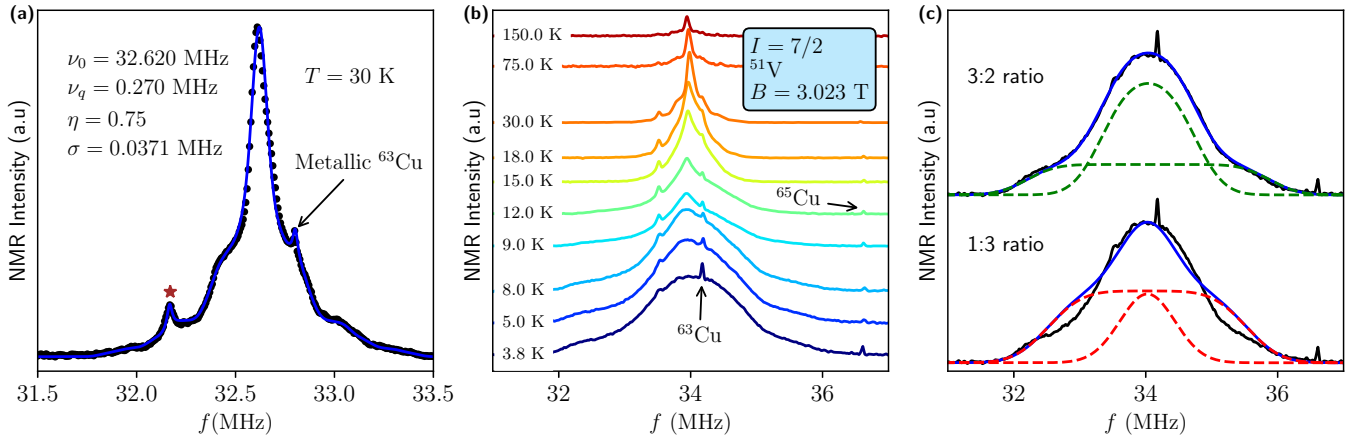 (a)
ν₀ = 32.620 MHz
ν_q = 0.270 MHz
η = 0.75
σ = 0.0371 MHz
T = 30 K
Metallic ⁶³Cu
NMR Intensity (a.u)
31.5 32.0 32.5 33.0 33.5
f(MHz)
(b)
150.0 K
75.0 K
30.0 K
18.0 K
15.0 K
12.0 K
9.0 K
8.0 K
5.0 K
3.8 K
I = 7/2
⁵¹V
B = 3.023 T
⁶⁵Cu
⁶³Cu
NMR Intensity (a.u)
32 34 36
f (MHz)
(c)
3:2 ratio
1:3 ratio
NMR Intensity (a.u)
32 34 36
f (MHz)